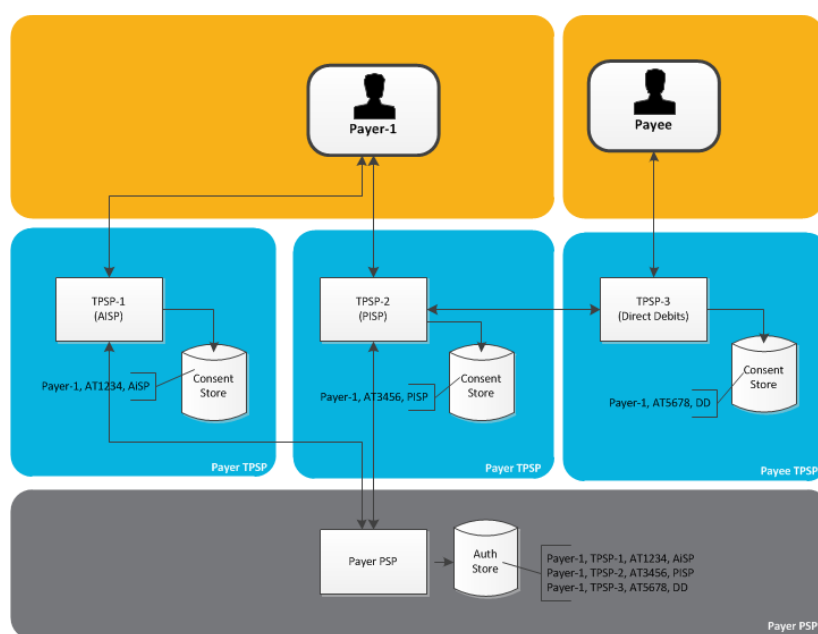 Payer-1
Payee
TPSP-1
(AISP)
TPSP-2
(PISP)
TPSP-3
(Direct Debits)
Consent
Store
Payer-1, AT1234, AiSP
Consent
Store
Payer-1, AT3456, PISP
Consent
Store
Payer-1, AT5678, DD
Payer TPSP
Payer TPSP
Payee TPSP
Payer PSP
Auth
Store
Payer-1, TPSP-1, AT1234, AiSP
Payer-1, TPSP-2, AT3456, PISP
Payer-1, TPSP-3, AT5678, DD
Payer PSP